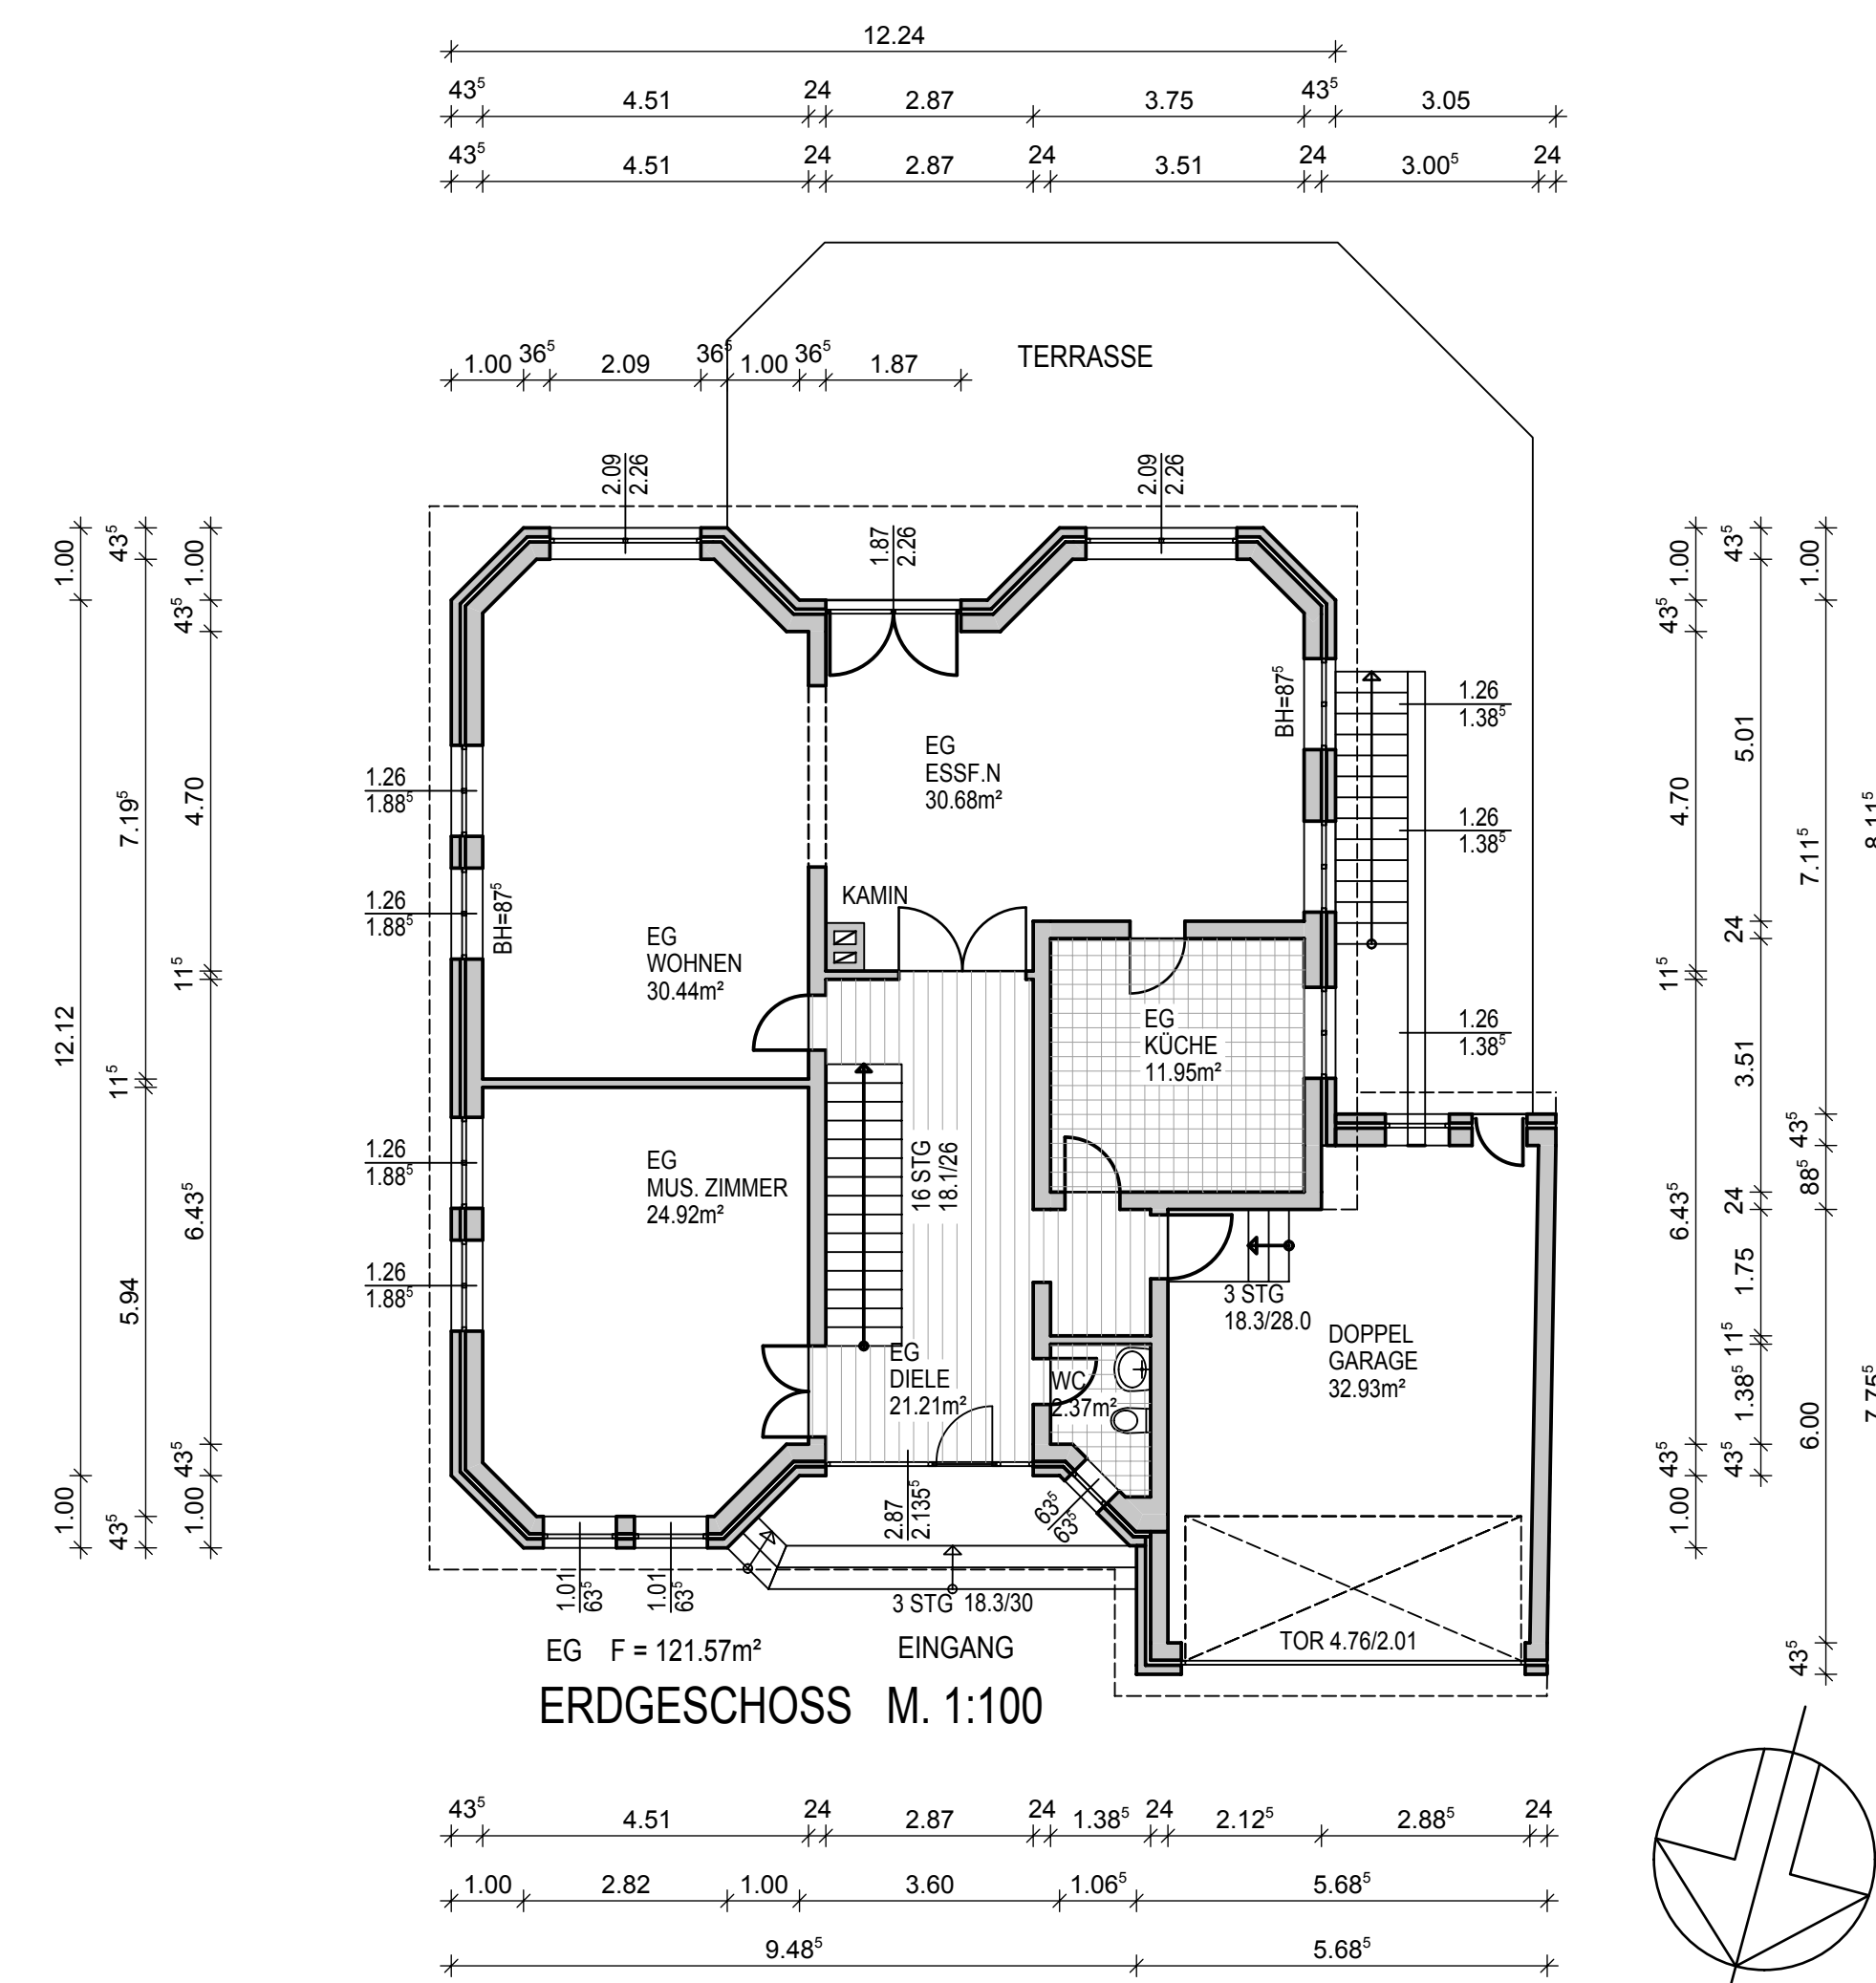 12.24
43⁵ 4.51 24 2.87 3.75 43⁵ 3.05
43⁵ 4.51 24 2.87 24 3.51 24 3.00⁵ 24
TERRASSE
1.00 36⁵ 2.09 36⁵ 1.00 36⁵ 1.87
2.09
2.26
1.87
2.26
2.09
2.26
1.00
12.12
1.00
43⁵
7.19⁵
11⁵
5.94
43⁵
1.00
43⁵
4.70
11⁵
6.43⁵
43⁵
1.00
1.26
1.88⁵
1.26
1.88⁵
1.26
1.88⁵
1.26
1.88⁵
BH=87⁵
BH=87⁵
EG
ESSF.N
30.68m²
KAMIN
EG
WOHNEN
30.44m²
EG
KÜCHE
11.95m²
EG
MUS. ZIMMER
24.92m²
16 STG
18.1/26
EG
DIELE
21.21m²
WC
2.37m²
3 STG
18.3/28.0
DOPPEL
GARAGE
32.93m²
1.26
1.38⁵
1.26
1.38⁵
1.26
1.38⁵
1.00
43⁵
4.70
11⁵
6.43⁵
43⁵
1.00
43⁵
5.01
24
3.51
24
1.75
11⁵
1.38⁵
43⁵
1.00
7.11⁵
43⁵
88⁵
6.00
43⁵
8.11⁵
7.75⁵
2.87
2.135⁵
63⁵
63⁵
1.01
63⁵
1.01
63⁵
3 STG 18.3/30
TOR 4.76/2.01
EG F = 121.57m²
EINGANG
ERDGESCHOSS M. 1:100
43⁵ 4.51 24 2.87 24 1.38⁵ 24 2.12⁵ 2.88⁵ 24
1.00 2.82 1.00 3.60 1.06⁵ 5.68⁵
9.48⁵ 5.68⁵